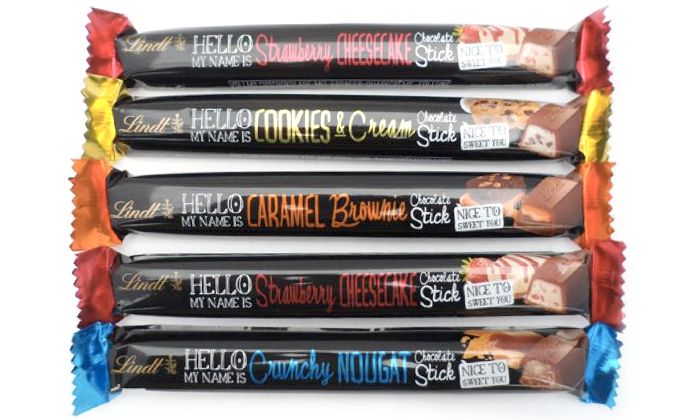 Lindt HELLO MY NAME IS Strawberry CHEESECAKE Chocolate Stick NICE TO SWEET YOU
Lindt HELLO MY NAME IS COOKIES & Cream Chocolate Stick NICE TO SWEET YOU
Lindt HELLO MY NAME IS CARAMEL Brownie Chocolate Stick NICE TO SWEET YOU
Lindt HELLO MY NAME IS Strawberry CHEESECAKE Chocolate Stick NICE TO SWEET YOU
Lindt HELLO MY NAME IS Crunchy NOUGAT Chocolate Stick NICE TO SWEET YOU